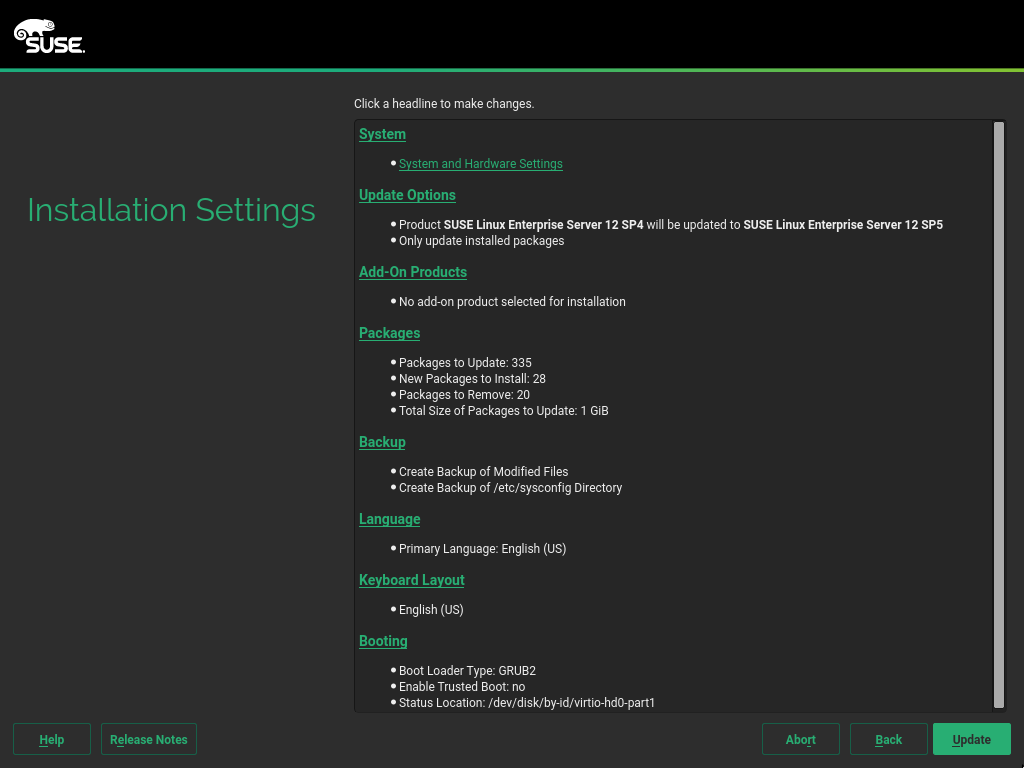 SUSE.
Click a headline to make changes.
Installation Settings
System
System and Hardware Settings
Update Options
Product SUSE Linux Enterprise Server 12 SP4 will be updated to SUSE Linux Enterprise Server 12 SP5
Only update installed packages
Add-On Products
No add-on product selected for installation
Packages
Packages to Update: 335
New Packages to Install: 28
Packages to Remove: 20
Total Size of Packages to Update: 1 GiB
Backup
Create Backup of Modified Files
Create Backup of /etc/sysconfig Directory
Language
Primary Language: English (US)
Keyboard Layout
English (US)
Booting
Boot Loader Type: GRUB2
Enable Trusted Boot: no
Status Location: /dev/disk/by-id/virtio-hd0-part1
Help
Release Notes
Abort
Back
Update